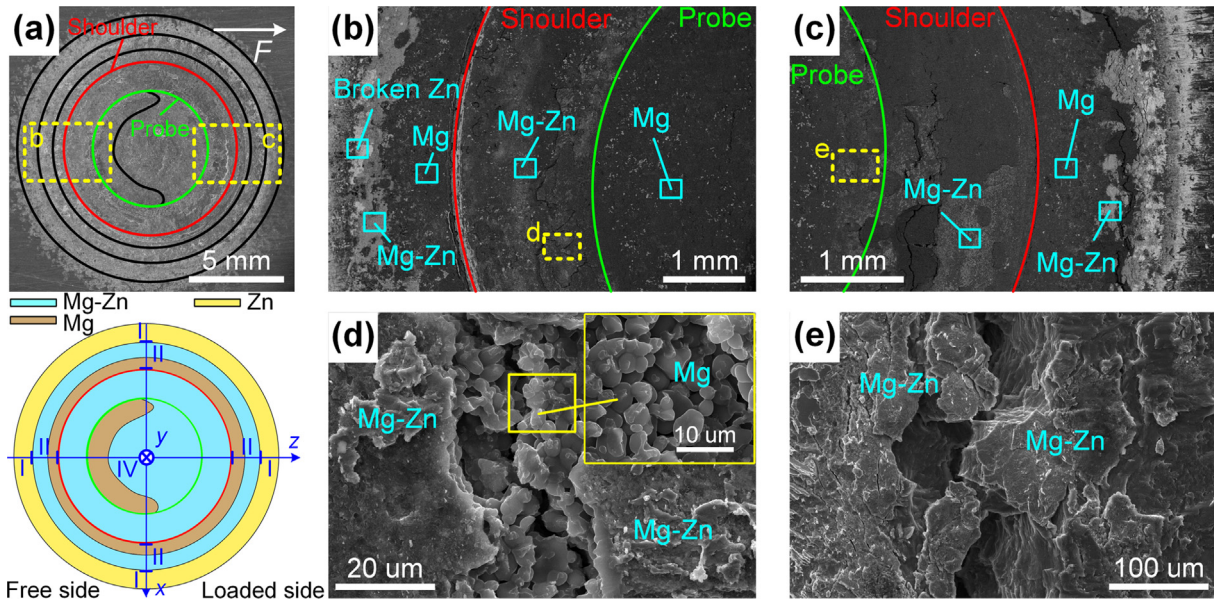 (a)
Shoulder
F
Probe
b
c
5 mm
(b)
Shoulder
Probe
Broken Zn
Mg
Mg-Zn
Mg
Mg-Zn
d
1 mm
(c)
Shoulder
Probe
Mg
e
Mg-Zn
Mg-Zn
1 mm
Mg-Zn
Zn
Mg
I
II
y
z
II
II
I
IV
I
II
I
x
Free side
Loaded side
(d)
Mg-Zn
Mg
10 um
Mg-Zn
20 um
(e)
Mg-Zn
Mg-Zn
100 um